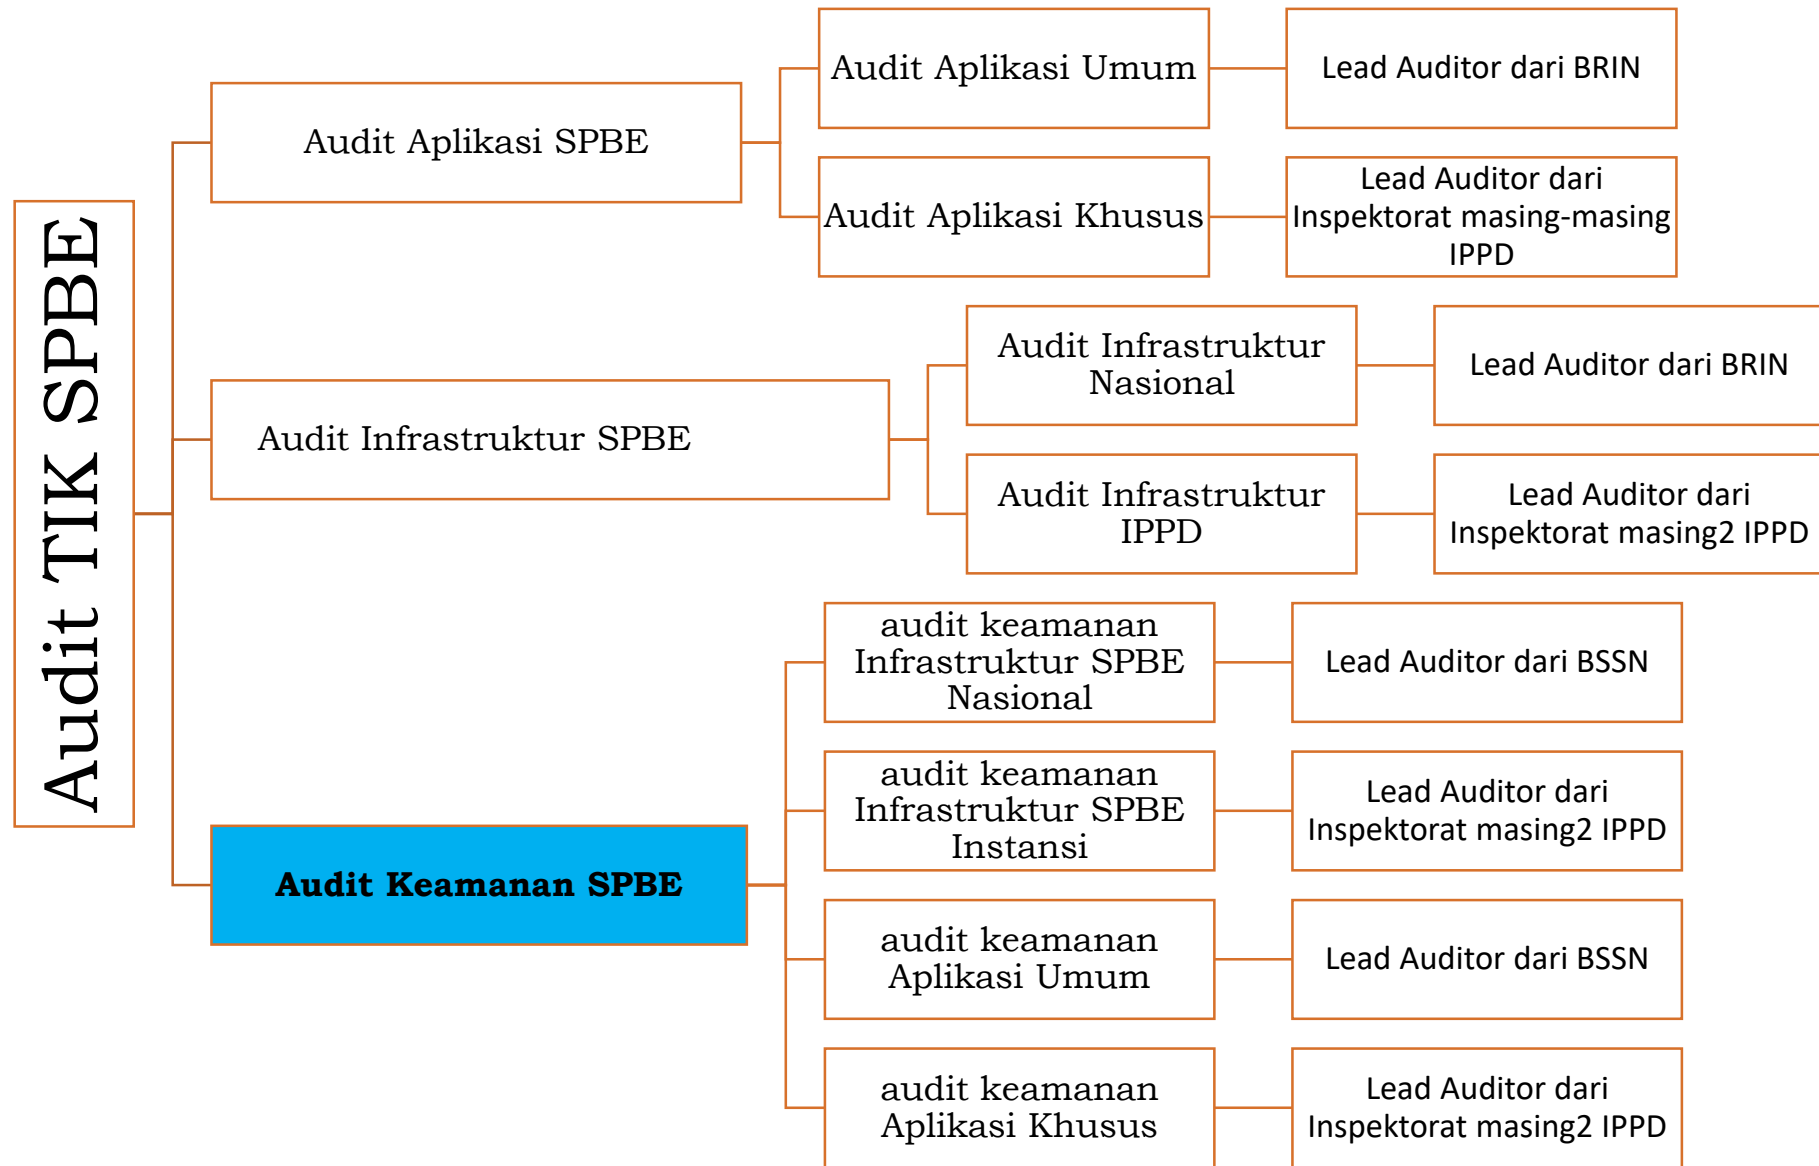 Audit TIK SPBE
Audit Aplikasi SPBE
Audit Aplikasi Umum
Lead Auditor dari BRIN
Audit Aplikasi Khusus
Lead Auditor dari
Inspektorat masing-masing
IPPD
Audit Infrastruktur SPBE
Audit Infrastruktur
Nasional
Lead Auditor dari BRIN
Audit Infrastruktur
IPPD
Lead Auditor dari
Inspektorat masing2 IPPD
Audit Keamanan SPBE
audit keamanan
Infrastruktur SPBE
Nasional
Lead Auditor dari BSSN
audit keamanan
Infrastruktur SPBE
Instansi
Lead Auditor dari
Inspektorat masing2 IPPD
audit keamanan
Aplikasi Umum
Lead Auditor dari BSSN
audit keamanan
Aplikasi Khusus
Lead Auditor dari
Inspektorat masing2 IPPD